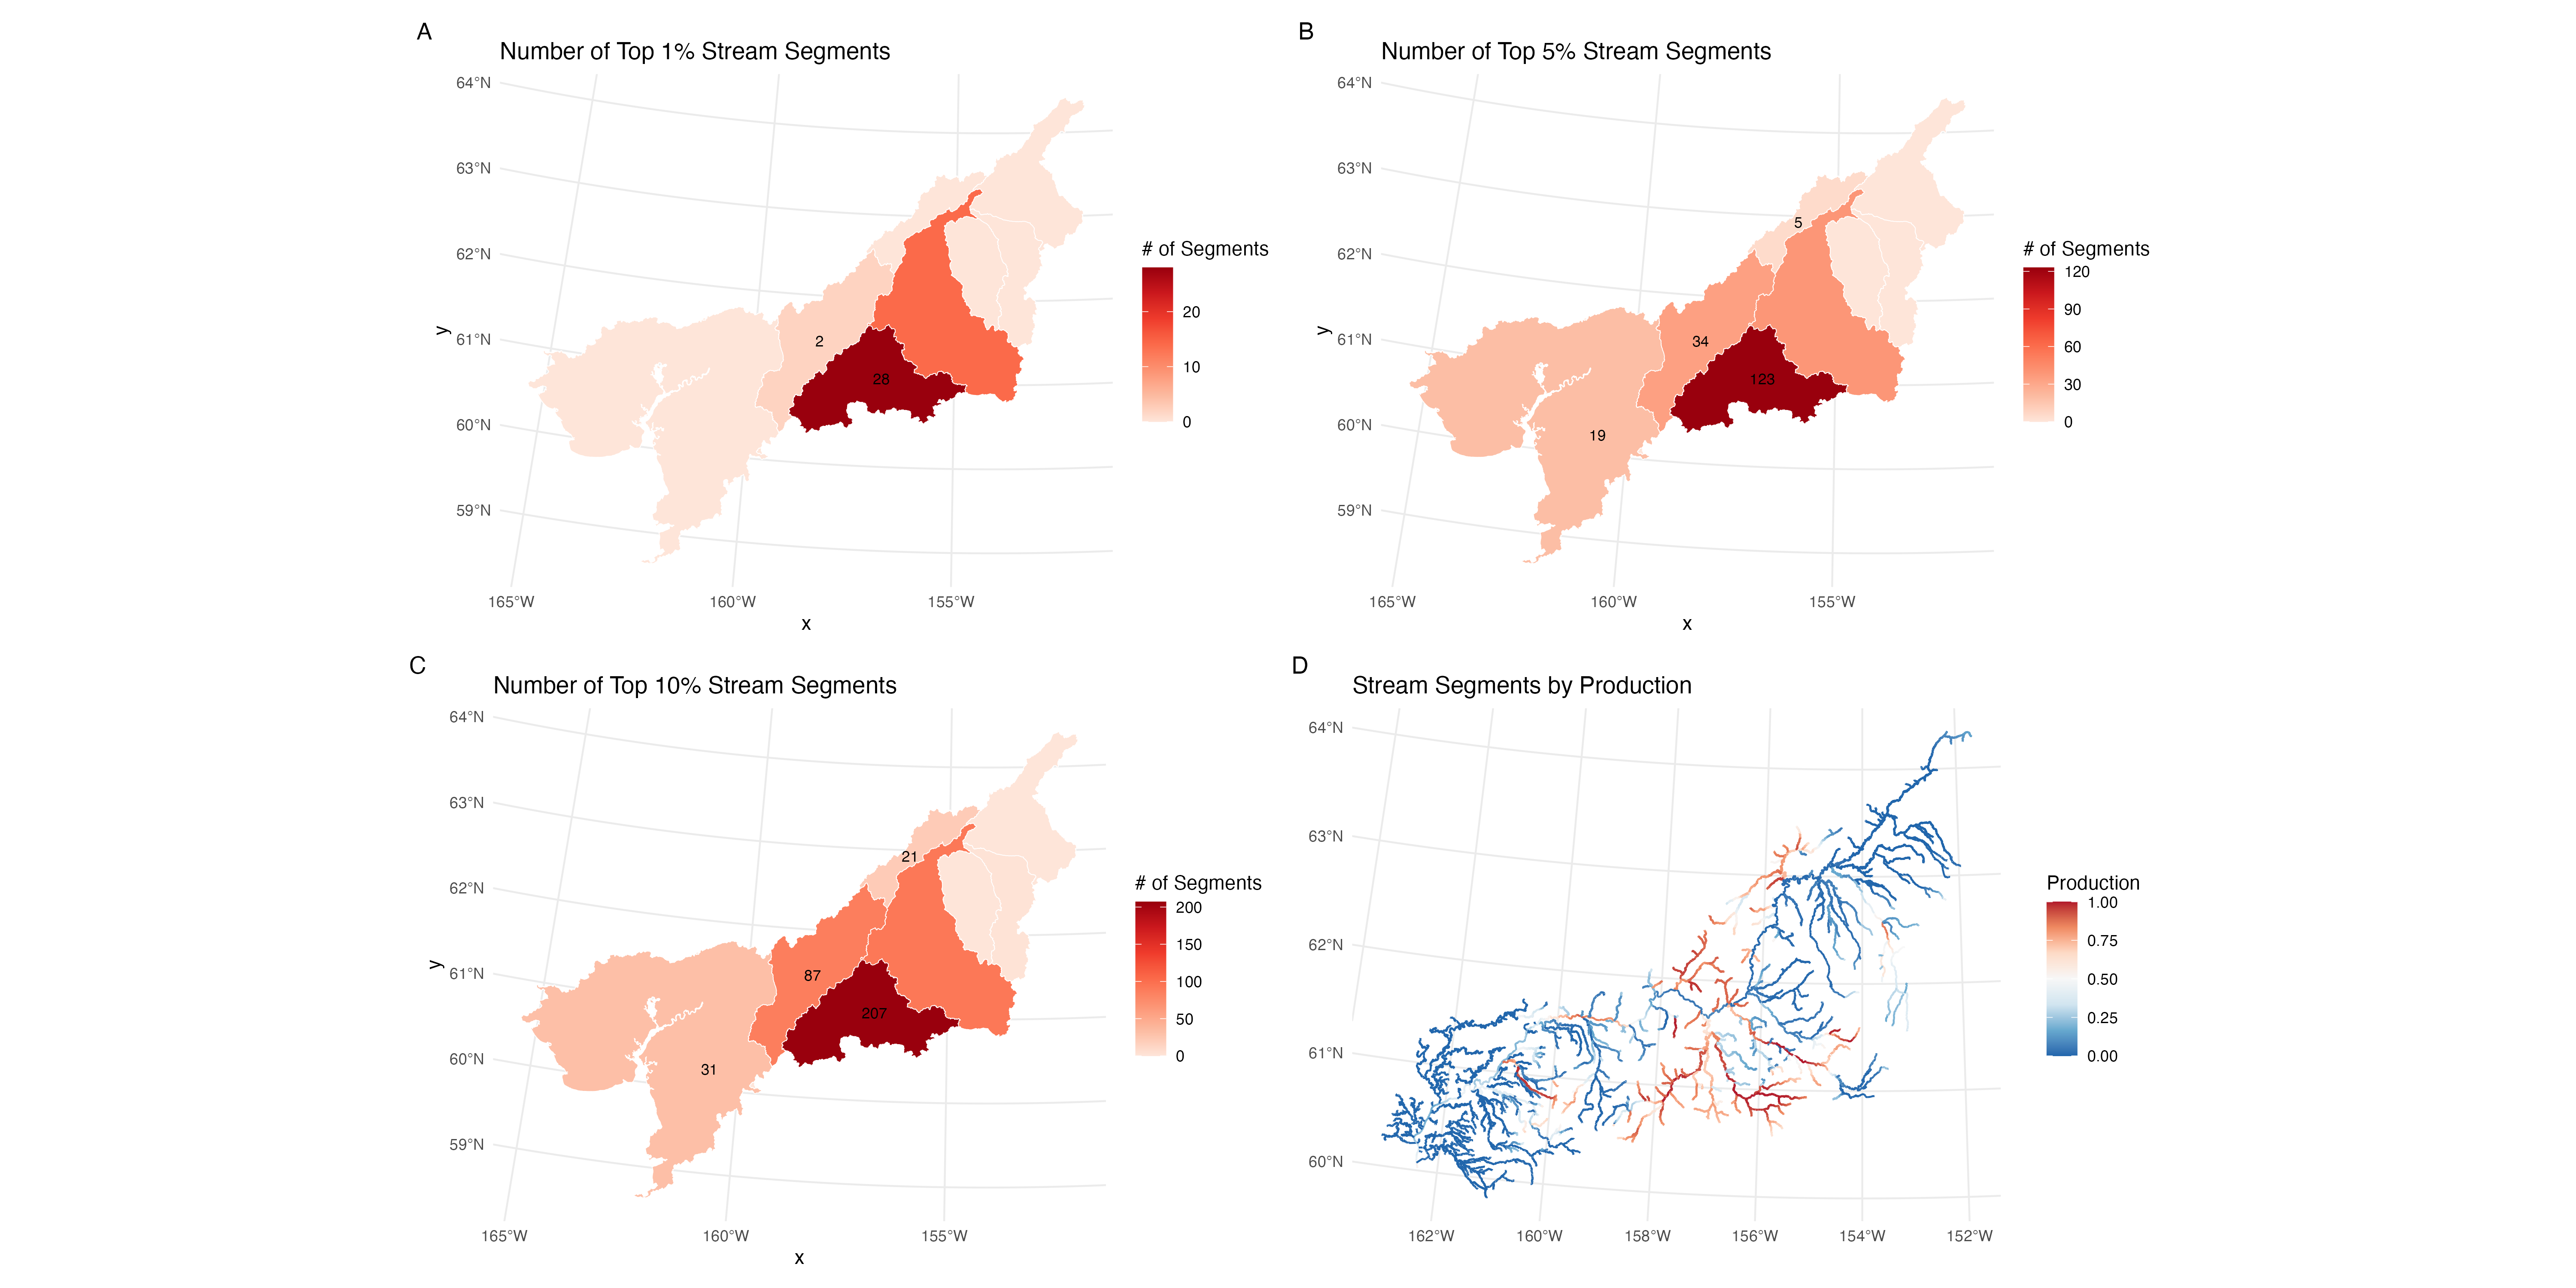 A
Number of Top 1% Stream Segments
64°N
63°N
62°N
61°N
60°N
59°N
y
2
28
165°W
160°W
155°W
x
# of Segments
20
10
0
B
Number of Top 5% Stream Segments
64°N
63°N
62°N
61°N
60°N
59°N
y
5
34
123
19
165°W
160°W
155°W
x
# of Segments
120
90
60
30
0
C
Number of Top 10% Stream Segments
64°N
63°N
62°N
61°N
60°N
59°N
y
21
87
207
31
165°W
160°W
155°W
x
# of Segments
200
150
100
50
0
D
Stream Segments by Production
64°N
63°N
62°N
61°N
60°N
162°W
160°W
158°W
156°W
154°W
152°W
Production
1.00
0.75
0.50
0.25
0.00